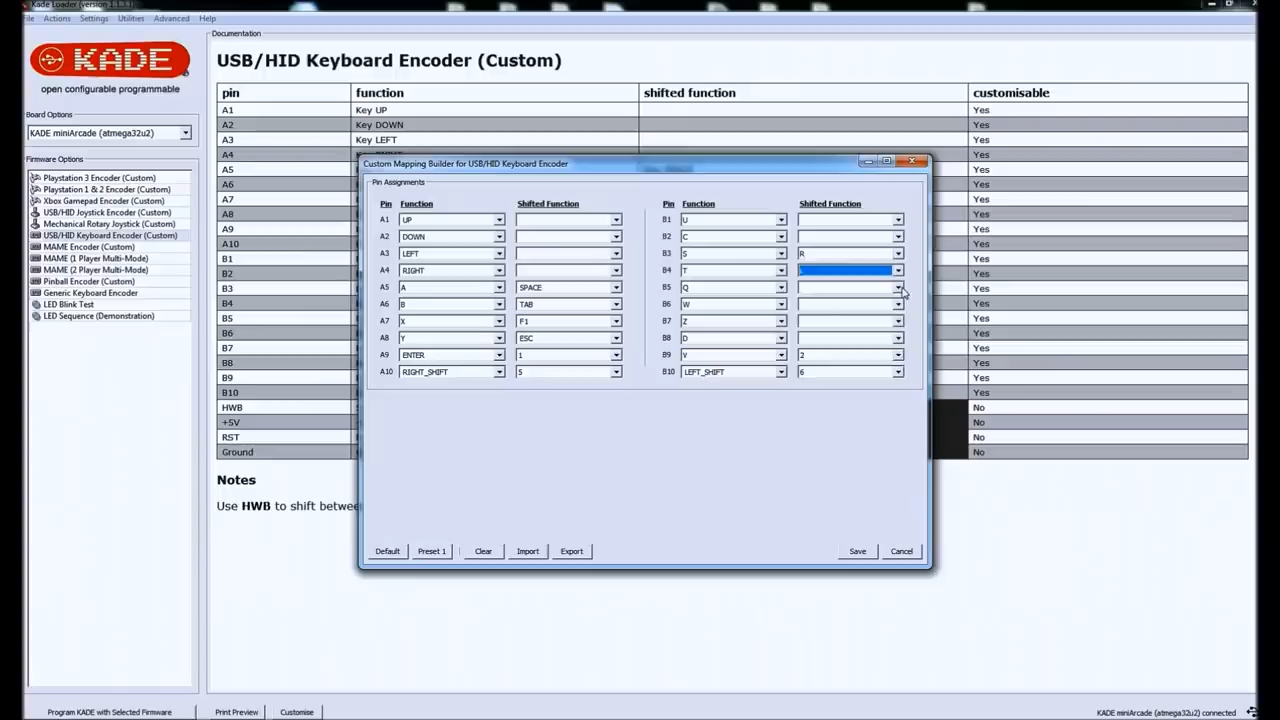 Kade Loader (version 1.1.3.1)
File Actions Settings Utilities Advanced Help
KADE
open configurable programmable
Board Options
KADE miniArcade (atmega32u2)
Firmware Options
Playstation 3 Encoder (Custom)
Playstation 1 & 2 Encoder (Custom)
Xbox Gamepad Encoder (Custom)
USB/HID Joystick Encoder (Custom)
Mechanical Rotary Joystick (Custom)
USB/HID Keyboard Encoder (Custom)
MAME Encoder (Custom)
MAME (1 Player Multi-Mode)
MAME (2 Player Multi-Mode)
Pinball Encoder (Custom)
Generic Keyboard Encoder
LED Blink Test
LED Sequence (Demonstration)
Documentation
USB/HID Keyboard Encoder (Custom)
pin function shifted function customisable
A1 Key UP Yes
A2 Key DOWN Yes
A3 Key LEFT Yes
A4 Yes
A5 Yes
A6 Yes
A7 Yes
A8 Yes
A9 Yes
A10 Yes
B1 Yes
B2 Yes
B3 Yes
B4 Yes
B5 Yes
B6 Yes
B7 Yes
B8 Yes
B9 Yes
B10 Yes
HWB No
+5V No
RST No
Ground No
Notes
Use HWB to shift betwee
Custom Mapping Builder for USB/HID Keyboard Encoder
Pin Assignments
Pin Function Shifted Function Pin Function Shifted Function
A1 UP B1 U
A2 DOWN B2 C
A3 LEFT B3 S R
A4 RIGHT B4 T
A5 A SPACE B5 Q
A6 B TAB B6 W
A7 X F1 B7 Z
A8 Y ESC B8 D
A9 ENTER 1 B9 V 2
A10 RIGHT_SHIFT 5 B10 LEFT_SHIFT 6
Default Preset 1 Clear Import Export Save Cancel
Program KADE with Selected Firmware Print Preview Customise KADE miniArcade (atmega32u2) connected